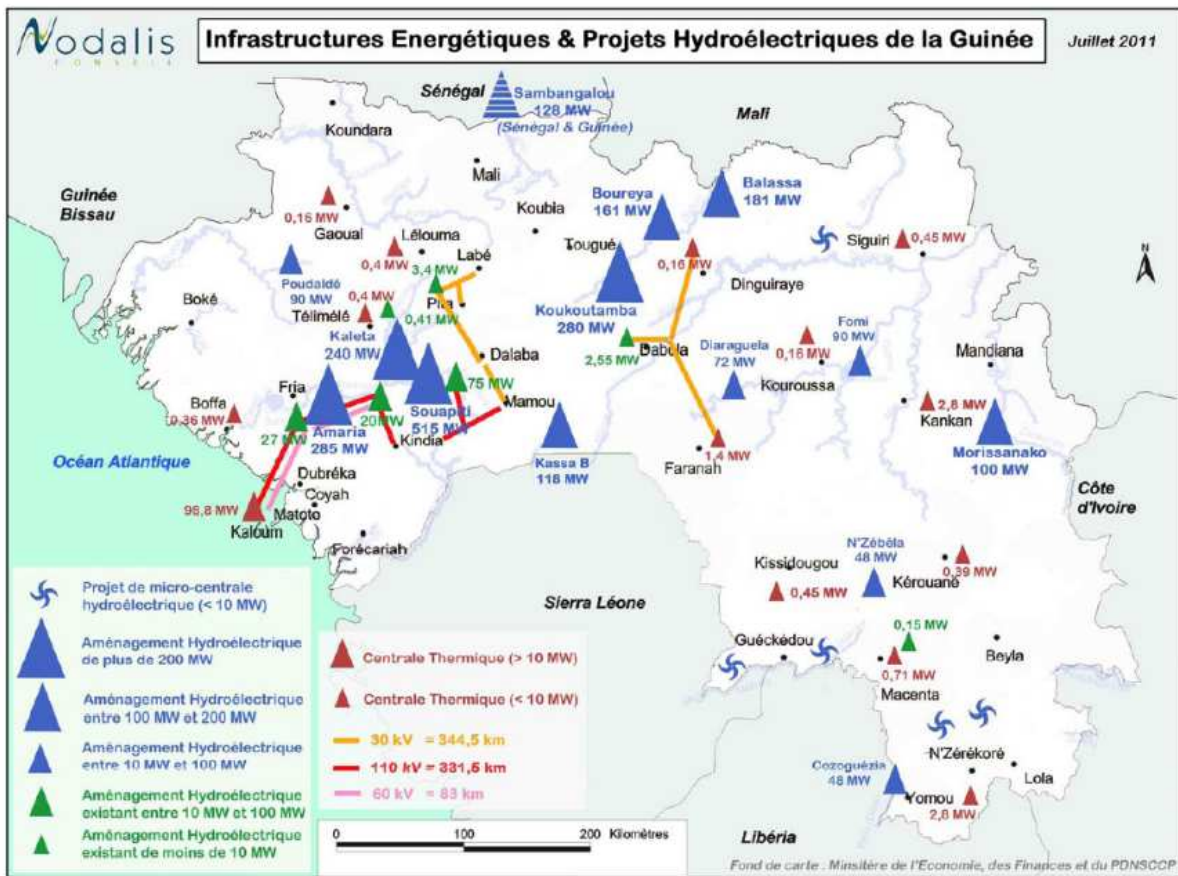 Nodalis
CONSEIL
Infrastructures Energétiques & Projets Hydroélectriques de la Guinée
Juillet 2011
Sénégal
Sambangalou
128 MW
(Sénégal & Guinée)
Mali
Koundara
Mali
Guinée
Bissau
Koubia
Boureya
161 MW
Balassa
181 MW
0,16 MW
Gaoual
Lélouma
0,4 MW
Labé
3,4 MW
Tougué
0,16 MW
Siguiri
0,45 MW
N
Dinguiraye
Poudaldé
90 MW
Boké
0,4 MW
Télimélé
0,41 MW
Pita
Koukoutamba
280 MW
Kaleta
240 MW
Dalaba
2,55 MW
Dabola
Diaraguela
72 MW
0,16 MW
Kouroussa
Fomi
90 MW
Mandiana
Fria
Boffa
0,36 MW
27 MW
Amaria
285 MW
20MW
Souapiti
515 MW
75 MW
Mamou
Kindia
Kassa B
118 MW
Faranah
1,4 MW
Kankan
2,8 MW
Morissanako
100 MW
Océan Atlantique
Dubréka
Coyah
Matoto
Kaloum
Forécariah
Côte
d'Ivoire
Kissidougou
0,45 MW
N'Zébéla
48 MW
Kérouané
0,39 MW
Sierra Léone
Guéckédou
0,15 MW
0,71 MW
Macenta
Beyla
N'Zérékoré
Lola
Cozoguézia
48 MW
Yomou
2,8 MW
Libéria
Projet de micro-centrale
hydroélectrique (< 10 MW)
Aménagement Hydroélectrique
de plus de 200 MW
Aménagement Hydroélectrique
entre 100 MW et 200 MW
Aménagement Hydroélectrique
entre 10 MW et 100 MW
Aménagement Hydroélectrique
existant entre 10 MW et 100 MW
Aménagement Hydroélectrique
existant de moins de 10 MW
Centrale Thermique (> 10 MW)
Centrale Thermique (< 10 MW)
30 kV = 344,5 km
110 kV = 331,5 km
60 kV = 83 km
0 100 200 Kilomètres
Fond de carte : Minsitère de l'Economie, des Finances et du PDNSCCP